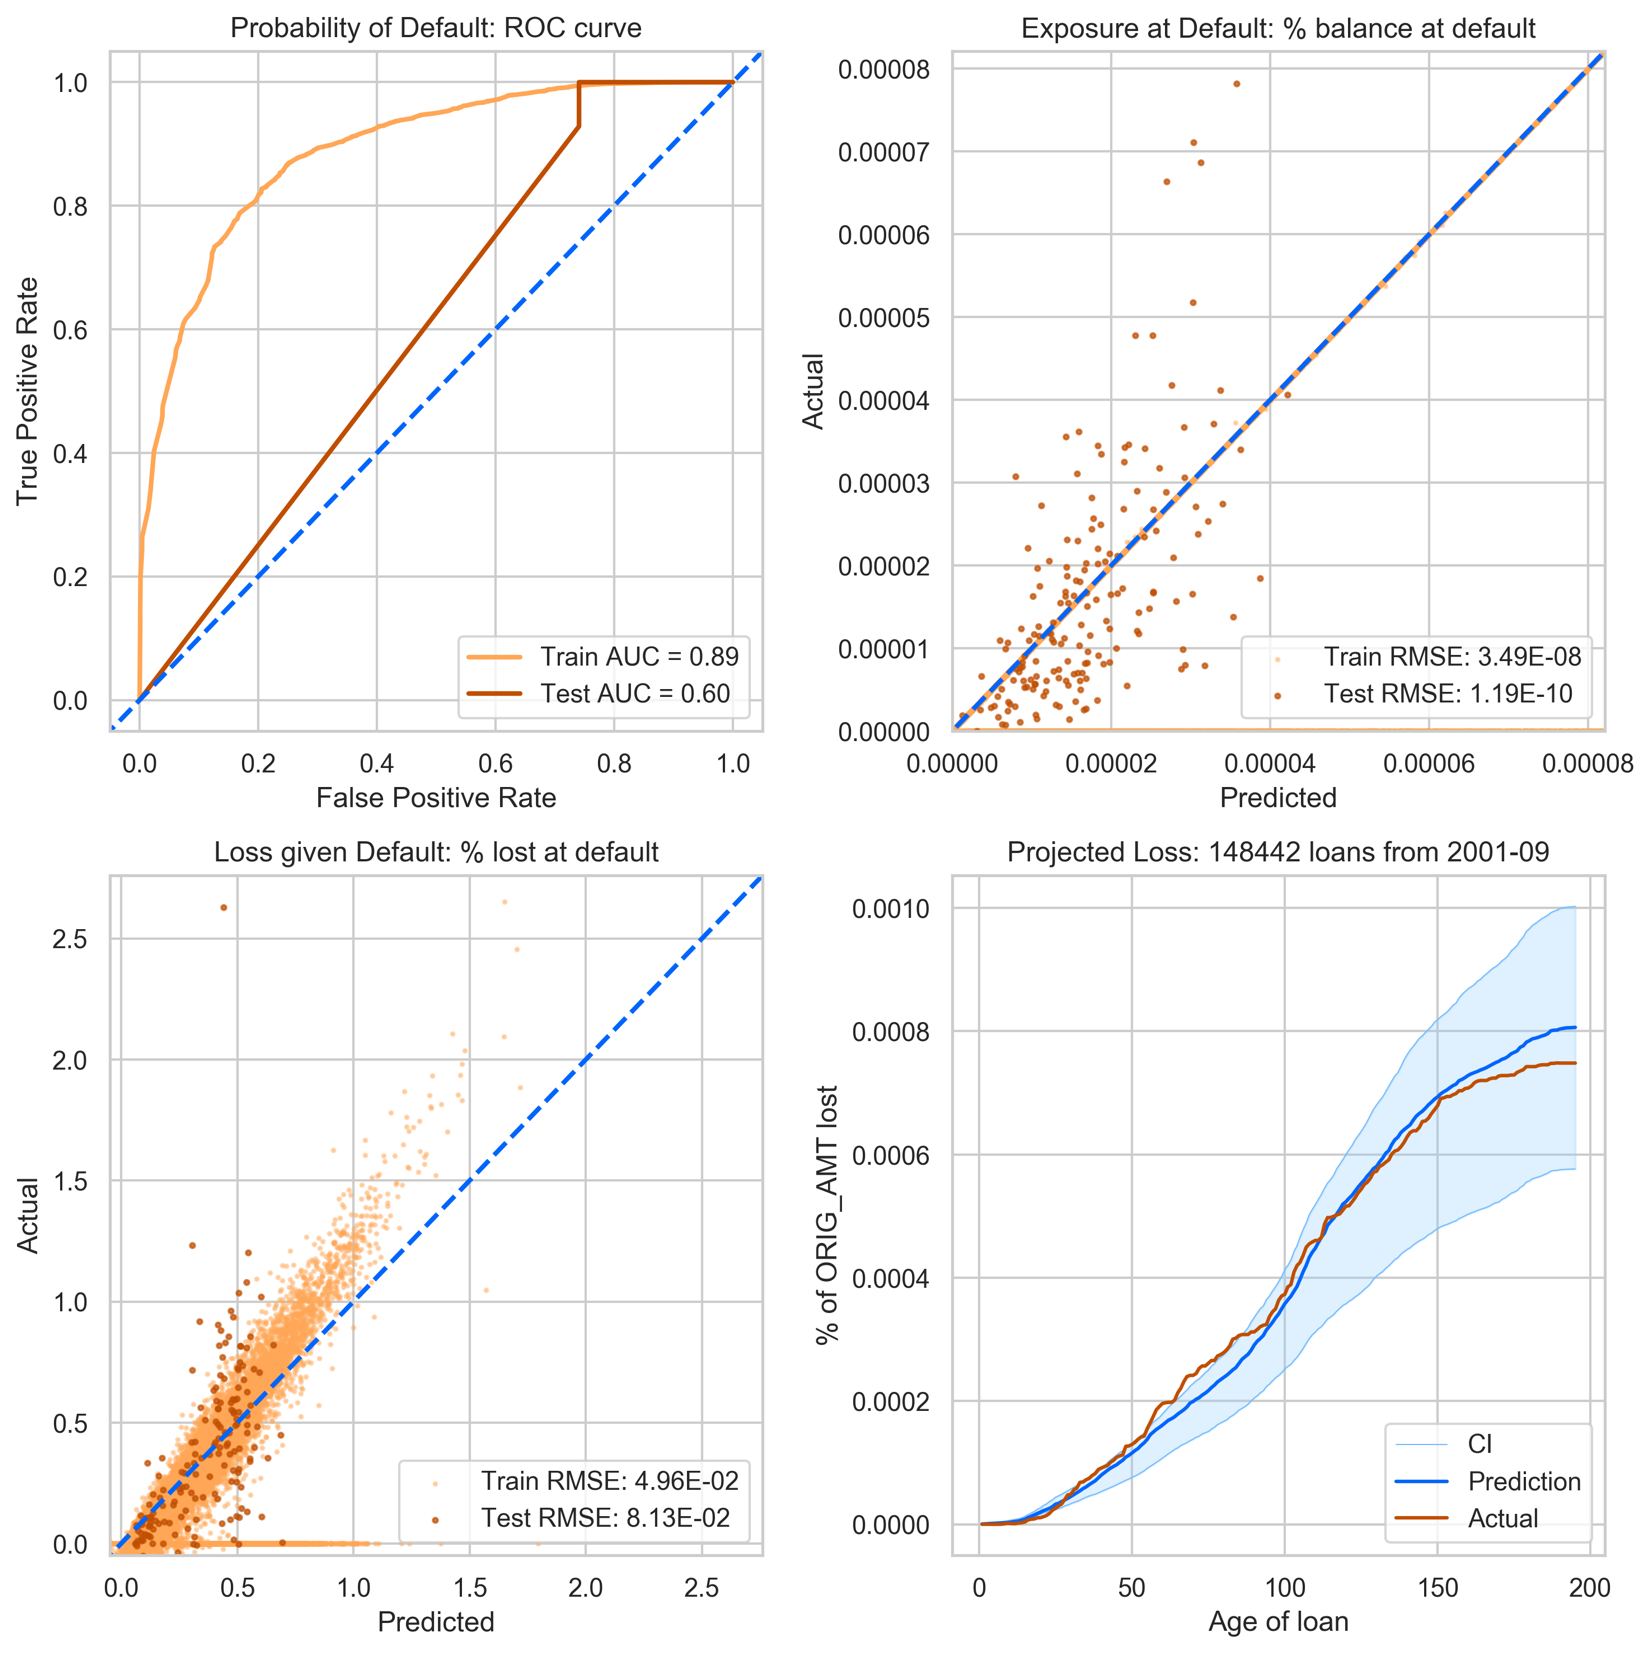 Probability of Default: ROC curve
True Positive Rate
1.0
0.8
0.6
0.4
0.2
0.0
Train AUC = 0.89
Test AUC = 0.60
0.0 0.2 0.4 0.6 0.8 1.0
False Positive Rate
Exposure at Default: % balance at default
Actual
0.00008
0.00007
0.00006
0.00005
0.00004
0.00003
0.00002
0.00001
0.00000
Train RMSE: 3.49E-08
Test RMSE: 1.19E-10
0.00000 0.00002 0.00004 0.00006 0.00008
Predicted
Loss given Default: % lost at default
Actual
2.5
2.0
1.5
1.0
0.5
0.0
Train RMSE: 4.96E-02
Test RMSE: 8.13E-02
0.0 0.5 1.0 1.5 2.0 2.5
Predicted
Projected Loss: 148442 loans from 2001-09
% of ORIG_AMT lost
0.0010
0.0008
0.0006
0.0004
0.0002
0.0000
CI
Prediction
Actual
0 50 100 150 200
Age of loan